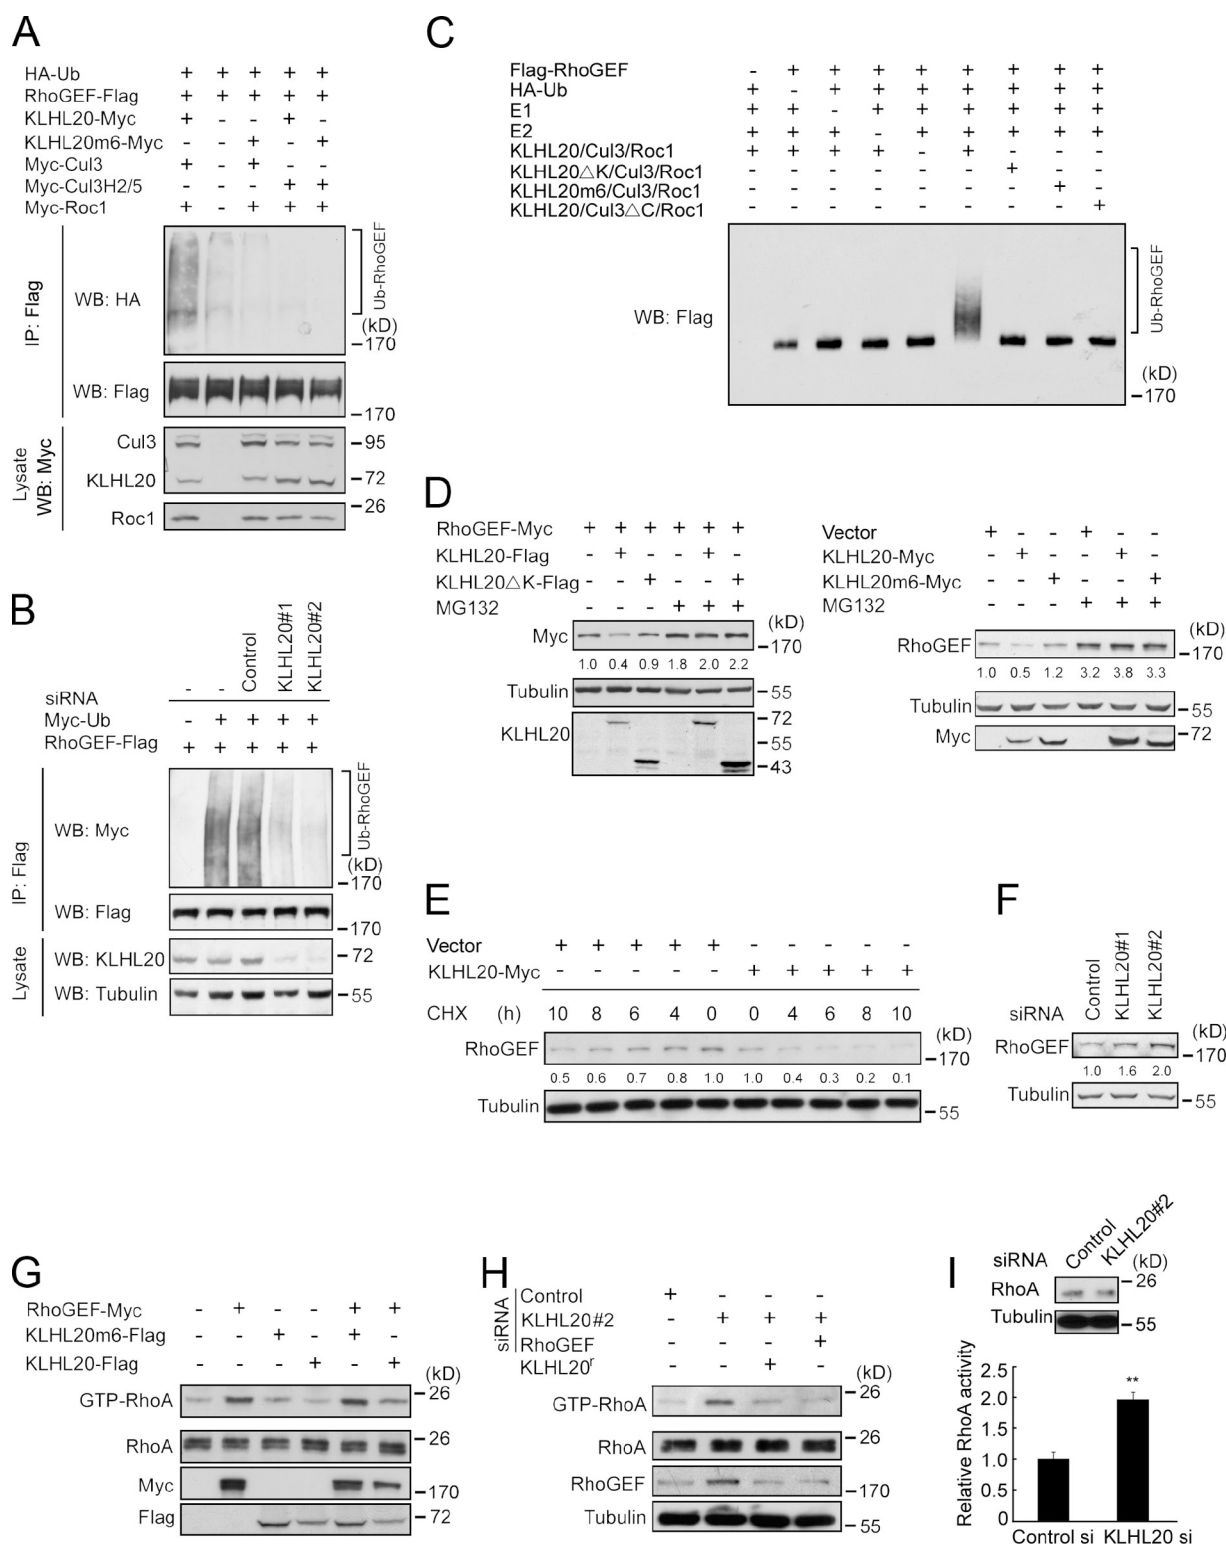 A
HA-Ub + + + + +
RhoGEF-Flag + + + + +
KLHL20-Myc + - - + -
KLHL20m6-Myc - - + - +
Myc-Cul3 + - + - -
Myc-Cul3H2/5 - - - + +
Myc-Roc1 + - + + +
IP: Flag
WB: HA
Ub-RhoGEF
(kD)
-170
WB: Flag
-170
Lysate
WB: Myc
Cul3
-95
KLHL20
-72
-26
Roc1
B
siRNA - - Control KLHL20#1 KLHL20#2
Myc-Ub - + + + +
RhoGEF-Flag + + + + +
IP: Flag
WB: Myc
Ub-RhoGEF
(kD)
-170
WB: Flag
-170
Lysate
WB: KLHL20
-72
WB: Tubulin
-55
C
Flag-RhoGEF - + + + + + + + +
HA-Ub + - + + + + + + +
E1 + + - + + + + + +
E2 + + + - + + + + +
KLHL20/Cul3/Roc1 + + + + - + - - -
KLHL20△K/Cul3/Roc1 - - - - - - + - -
KLHL20m6/Cul3/Roc1 - - - - - - - + -
KLHL20/Cul3△C/Roc1 - - - - - - - - +
WB: Flag
Ub-RhoGEF
(kD)
-170
D
RhoGEF-Myc + + + + + +
KLHL20-Flag - + - - + -
KLHL20△K-Flag - - + - - +
MG132 - - - + + +
(kD)
Myc
-170
1.0 0.4 0.9 1.8 2.0 2.2
Tubulin
-55
KLHL20
-72
-55
-43
Vector + - - + - -
KLHL20-Myc - + - - + -
KLHL20m6-Myc - - + - - +
MG132 - - - + + +
(kD)
RhoGEF
-170
1.0 0.5 1.2 3.2 3.8 3.3
Tubulin
-55
Myc
-72
E
Vector + + + + + - - - - -
KLHL20-Myc - - - - - + + + + +
CHX (h) 10 8 6 4 0 0 4 6 8 10
(kD)
RhoGEF
-170
0.5 0.6 0.7 0.8 1.0 1.0 0.4 0.3 0.2 0.1
Tubulin
-55
F
siRNA Control KLHL20#1 KLHL20#2
(kD)
RhoGEF
-170
1.0 1.6 2.0
Tubulin
-55
G
RhoGEF-Myc - + - - + +
KLHL20m6-Flag - - + - + -
KLHL20-Flag - - - + - +
(kD)
GTP-RhoA
-26
RhoA
-26
Myc
-170
Flag
-72
H
siRNA
Control + - - -
KLHL20#2 - + + +
RhoGEF - - - +
KLHL20r - - + -
(kD)
GTP-RhoA
-26
RhoA
-26
RhoGEF
-170
Tubulin
-55
I
siRNA Control KLHL20#2 (kD)
RhoA
-26
Tubulin
-55
Relative RhoA activity
2.5
2.0
1.5
1.0
0.5
0
**
Control si KLHL20 si